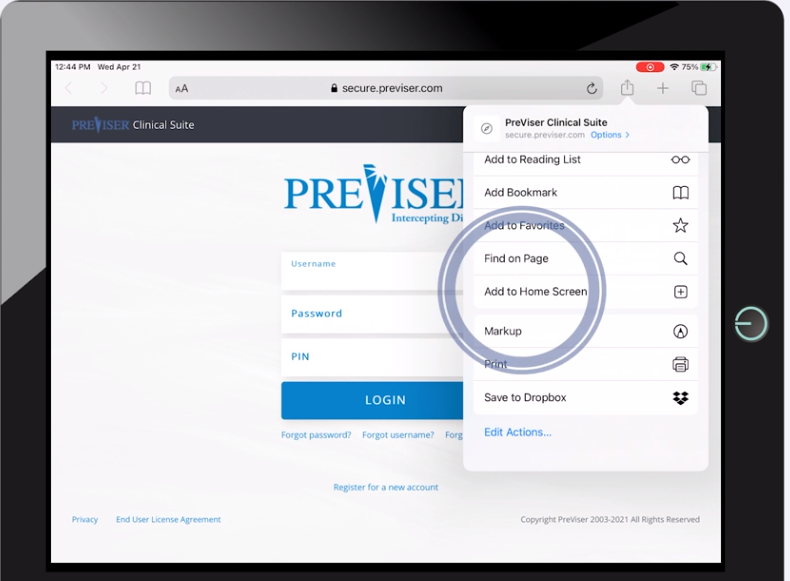 12:44 PM Wed Apr 21
75%
AA
secure.previser.com
PREVISER Clinical Suite
PreViser Clinical Suite
secure.previser.com Options >
Add to Reading List
Add Bookmark
Add to Favorites
Find on Page
Add to Home Screen
Markup
Print
Save to Dropbox
Edit Actions...
PREVISE
Intercepting Di
Username
Password
PIN
LOGIN
Forgot password? Forgot username? Forg
Register for a new account
Privacy End User License Agreement Copyright PreViser 2003-2021 All Rights Reserved